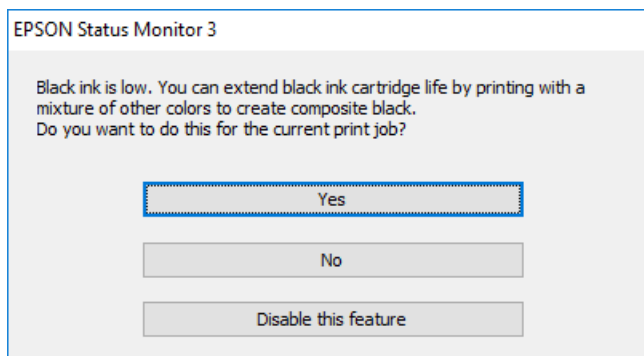 EPSON Status Monitor 3
Black ink is low. You can extend black ink cartridge life by printing with a
mixture of other colors to create composite black.
Do you want to do this for the current print job?
Yes
No
Disable this feature